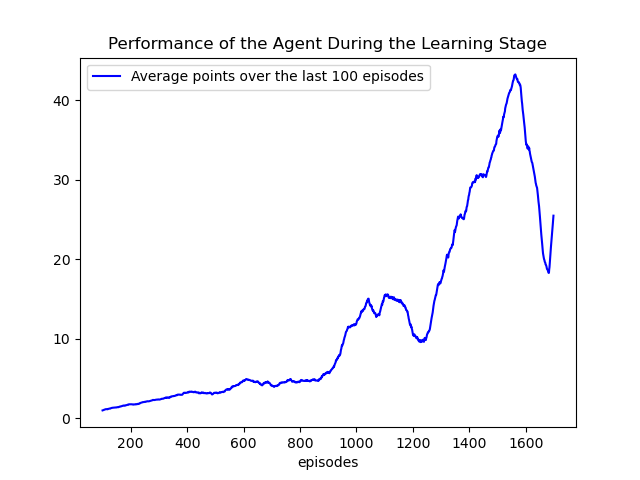 Performance of the Agent During the Learning Stage
Average points over the last 100 episodes
40
30
20
10
0
200 400 600 800 1000 1200 1400 1600
episodes